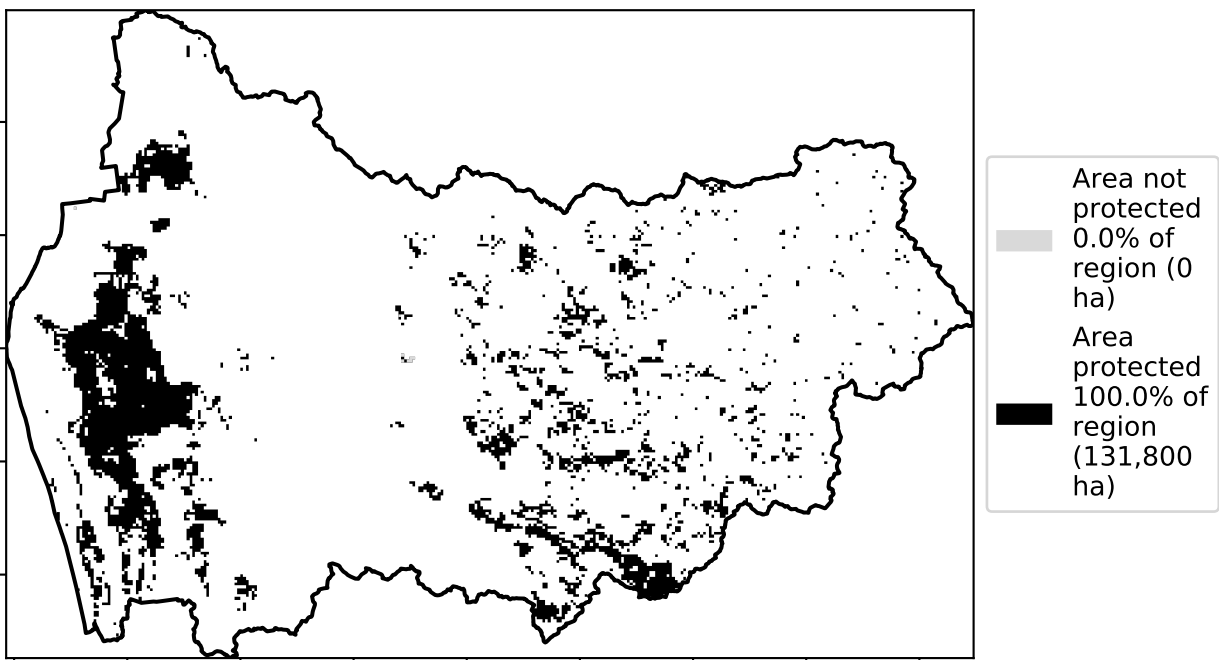 Area not
protected
0.0% of
region (0
ha)
Area
protected
100.0% of
region
(131,800
ha)